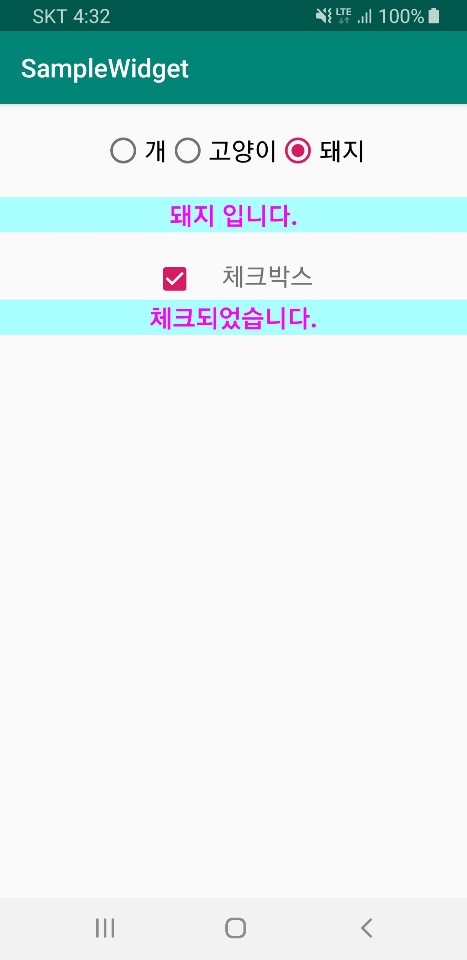 SKT 4:32 LTE 100%
SampleWidget
개 고양이 돼지
돼지 입니다.
체크박스
체크되었습니다.